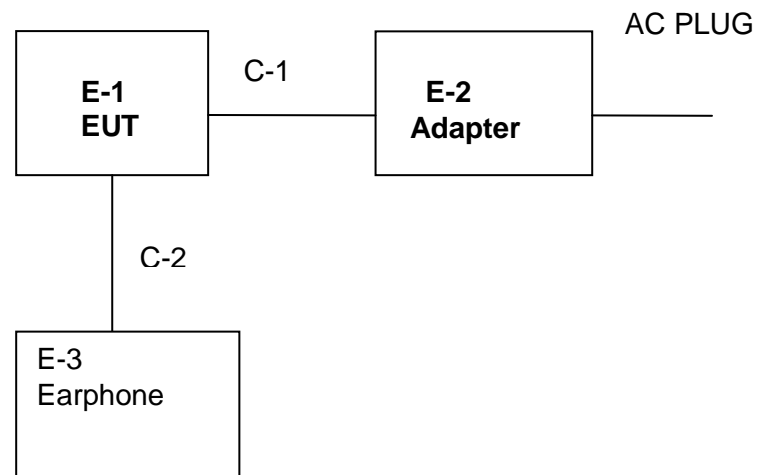 AC PLUG
C-1
E-1
EUT
E-2
Adapter
C-2
E-3
Earphone